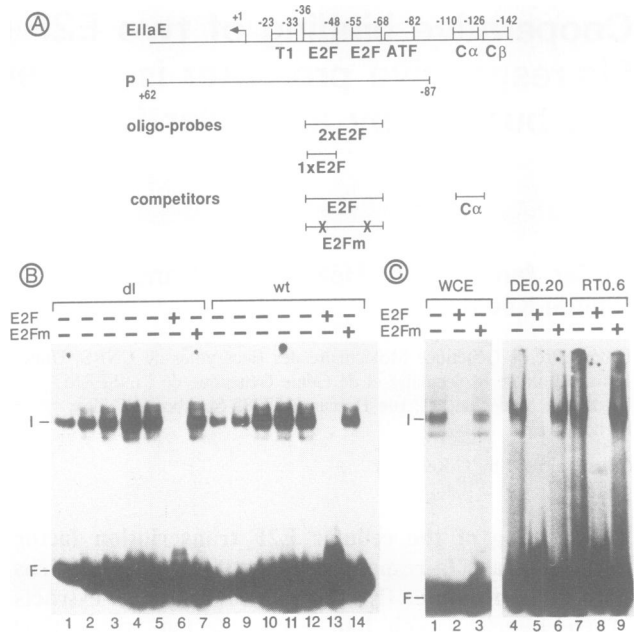 A
EIIaE
+1
-23 -33 -36 -48 -55 -68 -82 -110 -126 -142
T1 E2F E2F ATF Cα Cβ
P
+62 -87
oligo-probes
2xE2F
1xE2F
competitors
E2F Cα
X X
E2Fm
B
dl wt
E2F – – – – – + – – – – – – + –
E2Fm – – – – – – + – – – – – – +
I –
F –
1 2 3 4 5 6 7 8 9 10 11 12 13 14
C
WCE DE0.20 RT0.6
E2F – + – – + – – + –
E2Fm – – + – – + – – +
I –
F –
1 2 3 4 5 6 7 8 9